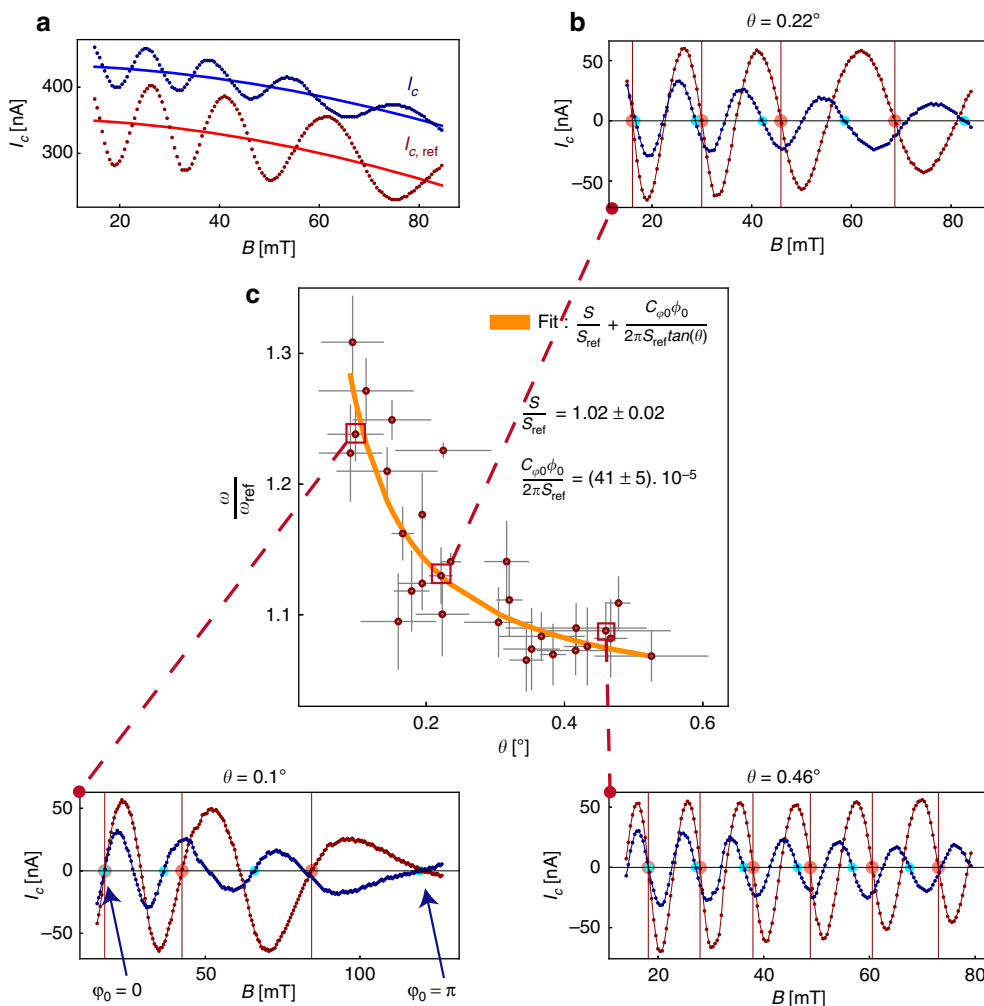 a
I_c [nA]
400
300
I_c
I_c, ref
20 40 60 80
B [mT]
b
θ = 0.22°
I_c [nA]
50
0
−50
20 40 60 80
B [mT]
c
ω/ω_ref
1.3
1.2
1.1
Fit : S/S_ref + C_φ0 ϕ_0/2πS_ref tan(θ)
S/S_ref = 1.02 ± 0.02
C_φ0 ϕ_0/2πS_ref = (41 ± 5). 10^−5
0.2 0.4 0.6
θ [°]
θ = 0.1°
I_c [nA]
50
0
−50
50 100
φ_0 = 0
B [mT]
φ_0 = π
θ = 0.46°
I_c [nA]
50
0
−50
20 40 60 80
B [mT]